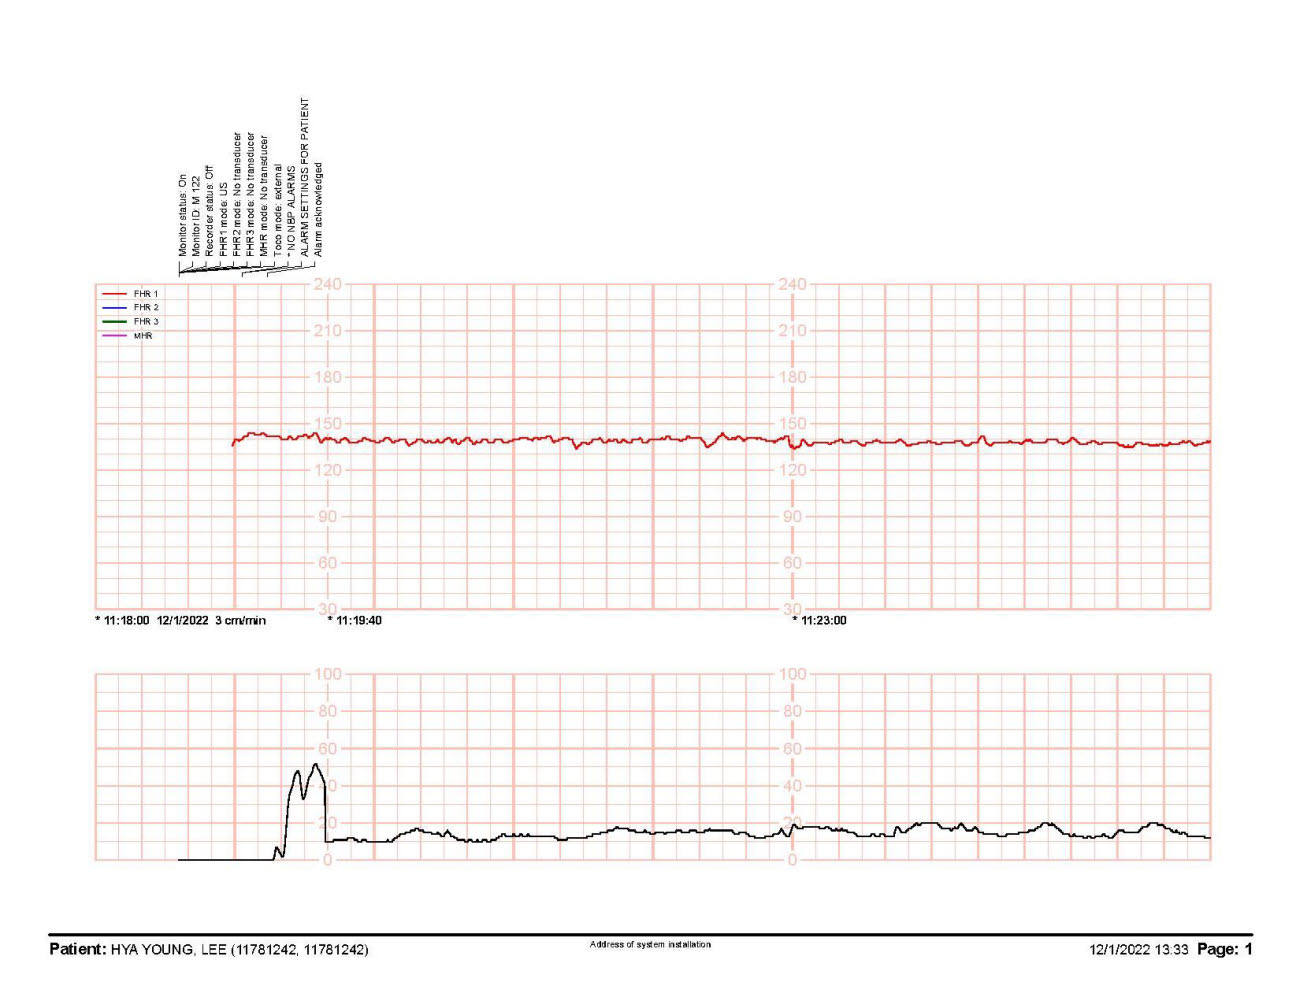 Monitor status: On
Monitor ID: M 122
Recorder status: Off
FHR1 mode: US
FHR2 mode: No transducer
FHR3 mode: No transducer
MHR mode: No transducer
Toco mode: external
* NO NBP ALARMS
ALARM SETTINGS FOR PATIENT
Alarm acknowledged
FHR 1
FHR 2
FHR 3
MHR
240 240
210 210
180 180
150 150
120 120
90 90
60 60
30 30
* 11:18:00 12/1/2022 3 cm/min * 11:19:40 * 11:23:00
100 100
80 80
60 60
40 40
20 20
0 0
Patient: HYA YOUNG, LEE (11781242, 11781242) Address of system installation 12/1/2022 13:33 Page: 1